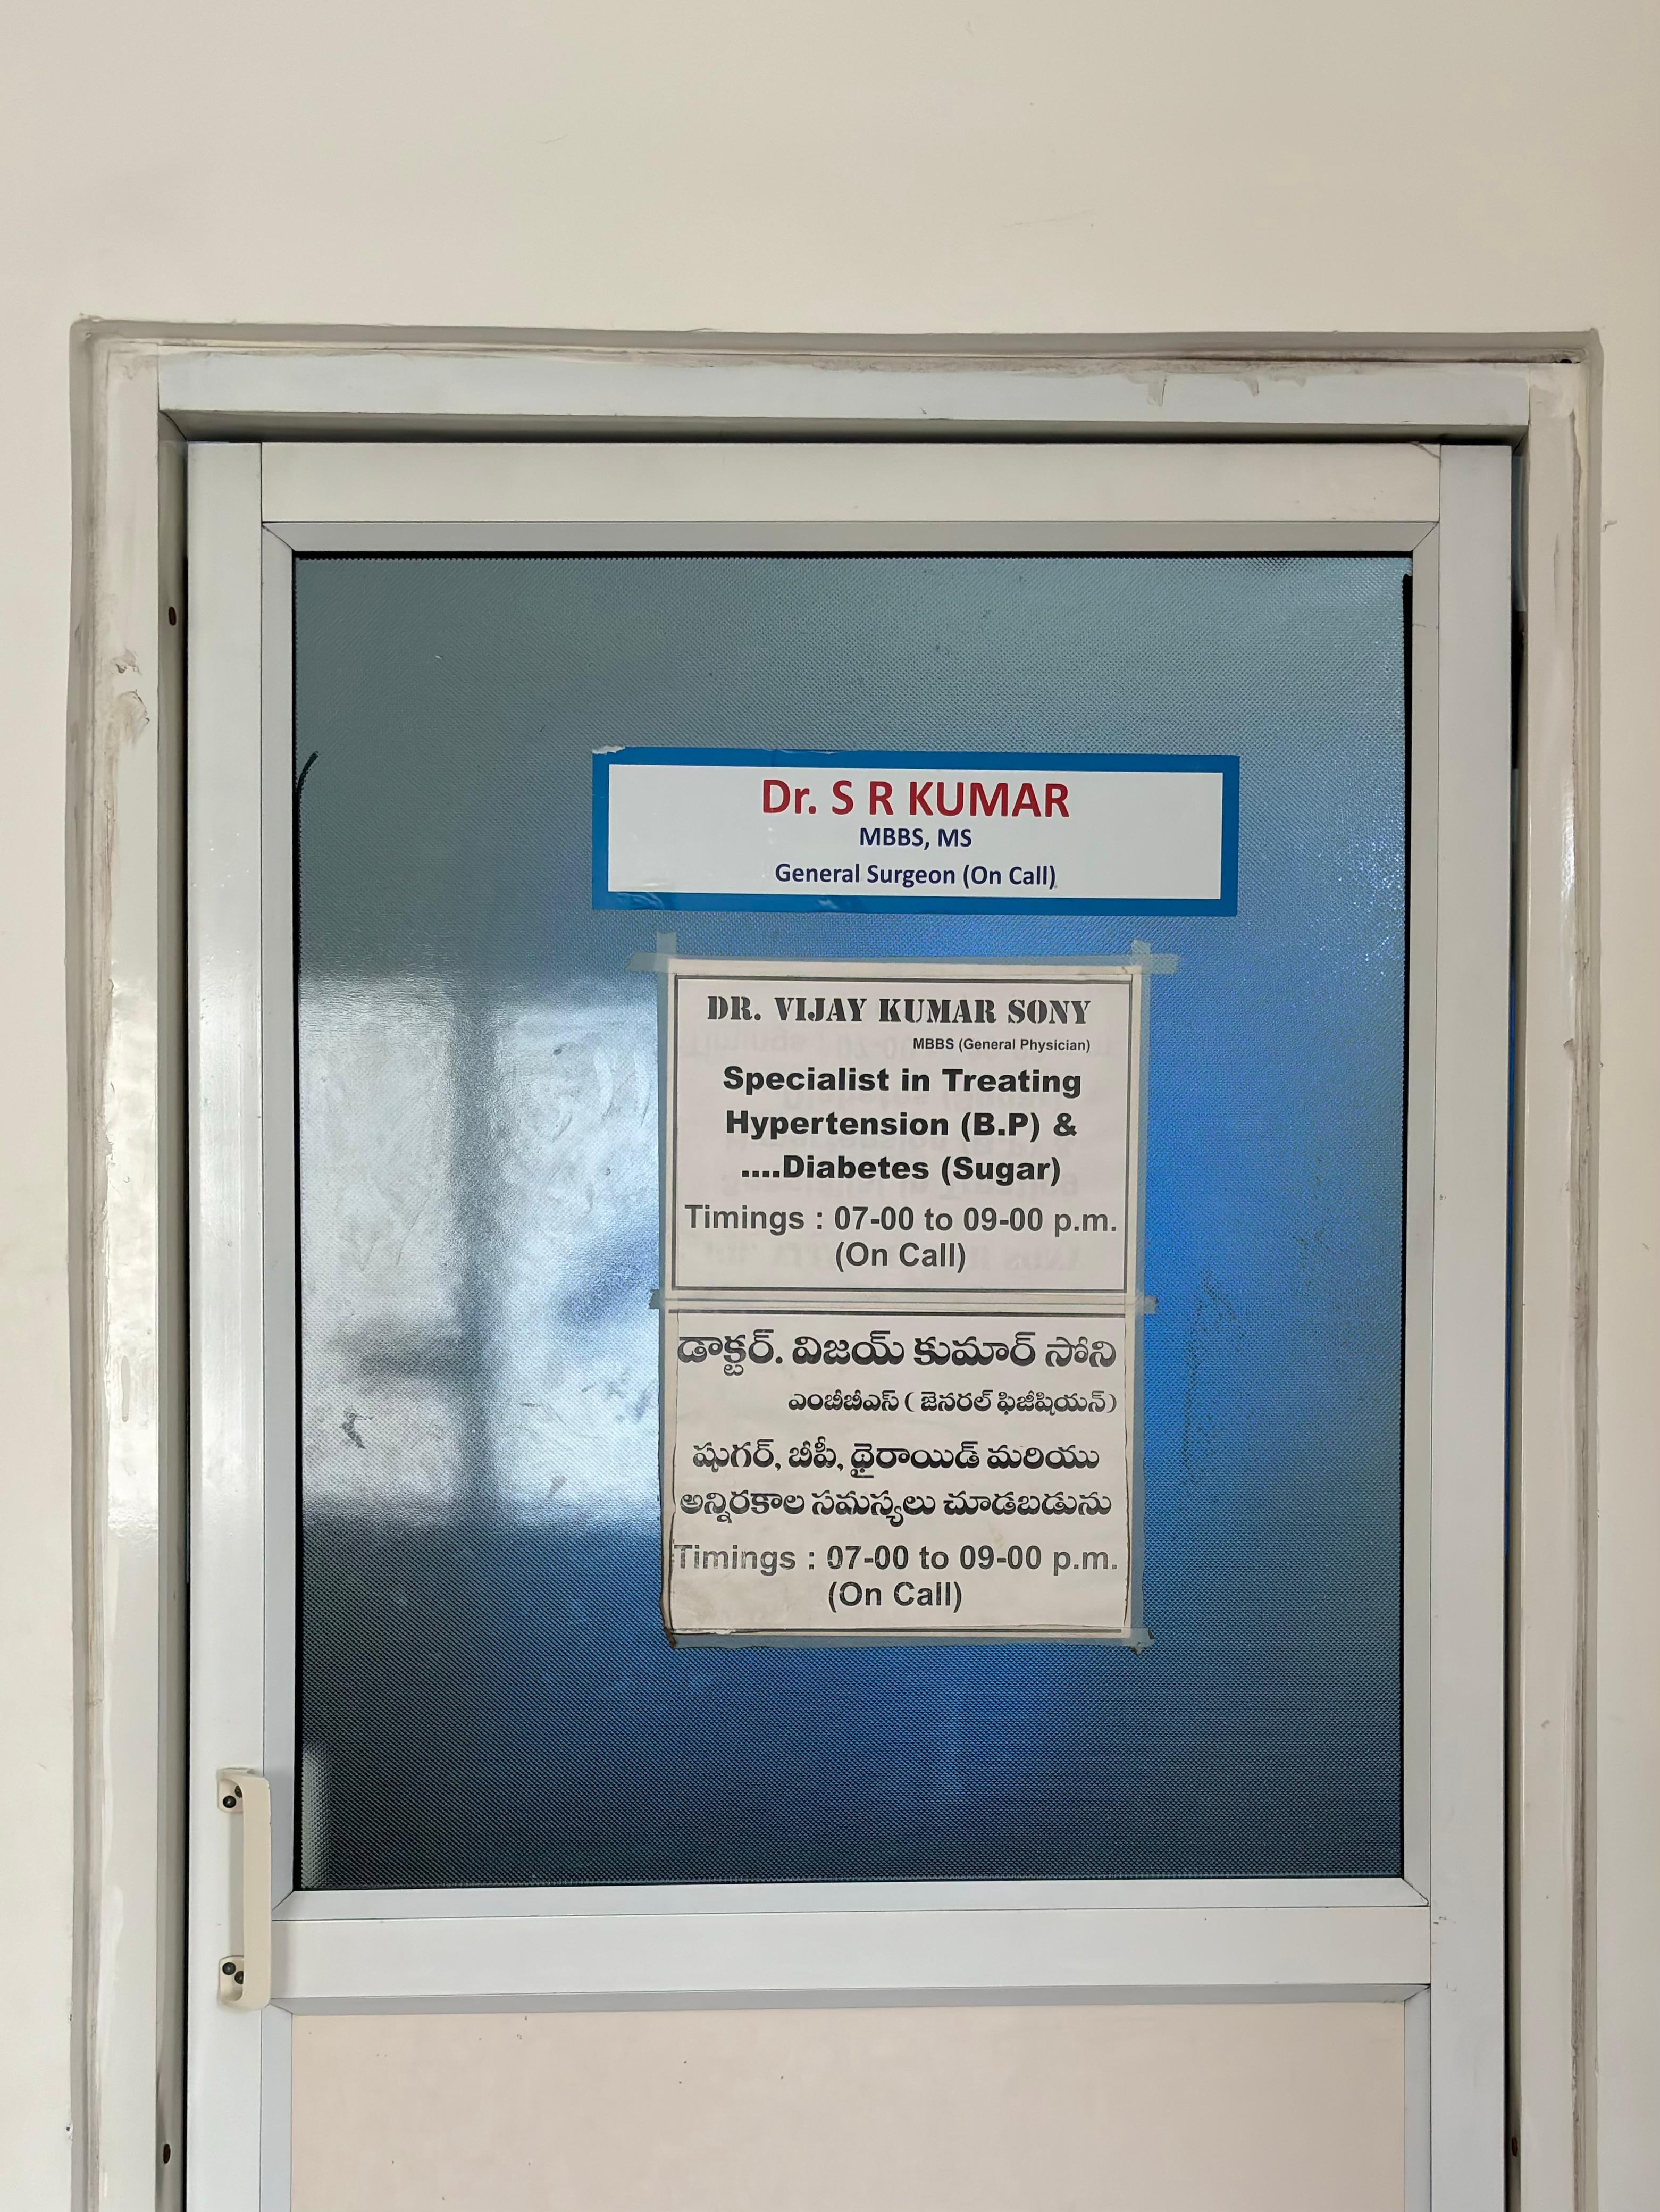 Dr. S R KUMAR
MBBS, MS
General Surgeon (On Call)
DR. VIJAY KUMAR SONY
MBBS (General Physician)
Specialist in Treating
Hypertension (B.P) &
....Diabetes (Sugar)
Timings : 07-00 to 09-00 p.m.
(On Call)
డాక్టర్. విజయ్ కుమార్ సోని
ఎంబీబీఎస్ ( జెనరల్ ఫిజీషియన్)
షుగర్, బీపీ, థైరాయిడ్ మరియు
అన్నిరకాల సమస్యలు చూడబడును
Timings : 07-00 to 09-00 p.m.
(On Call)